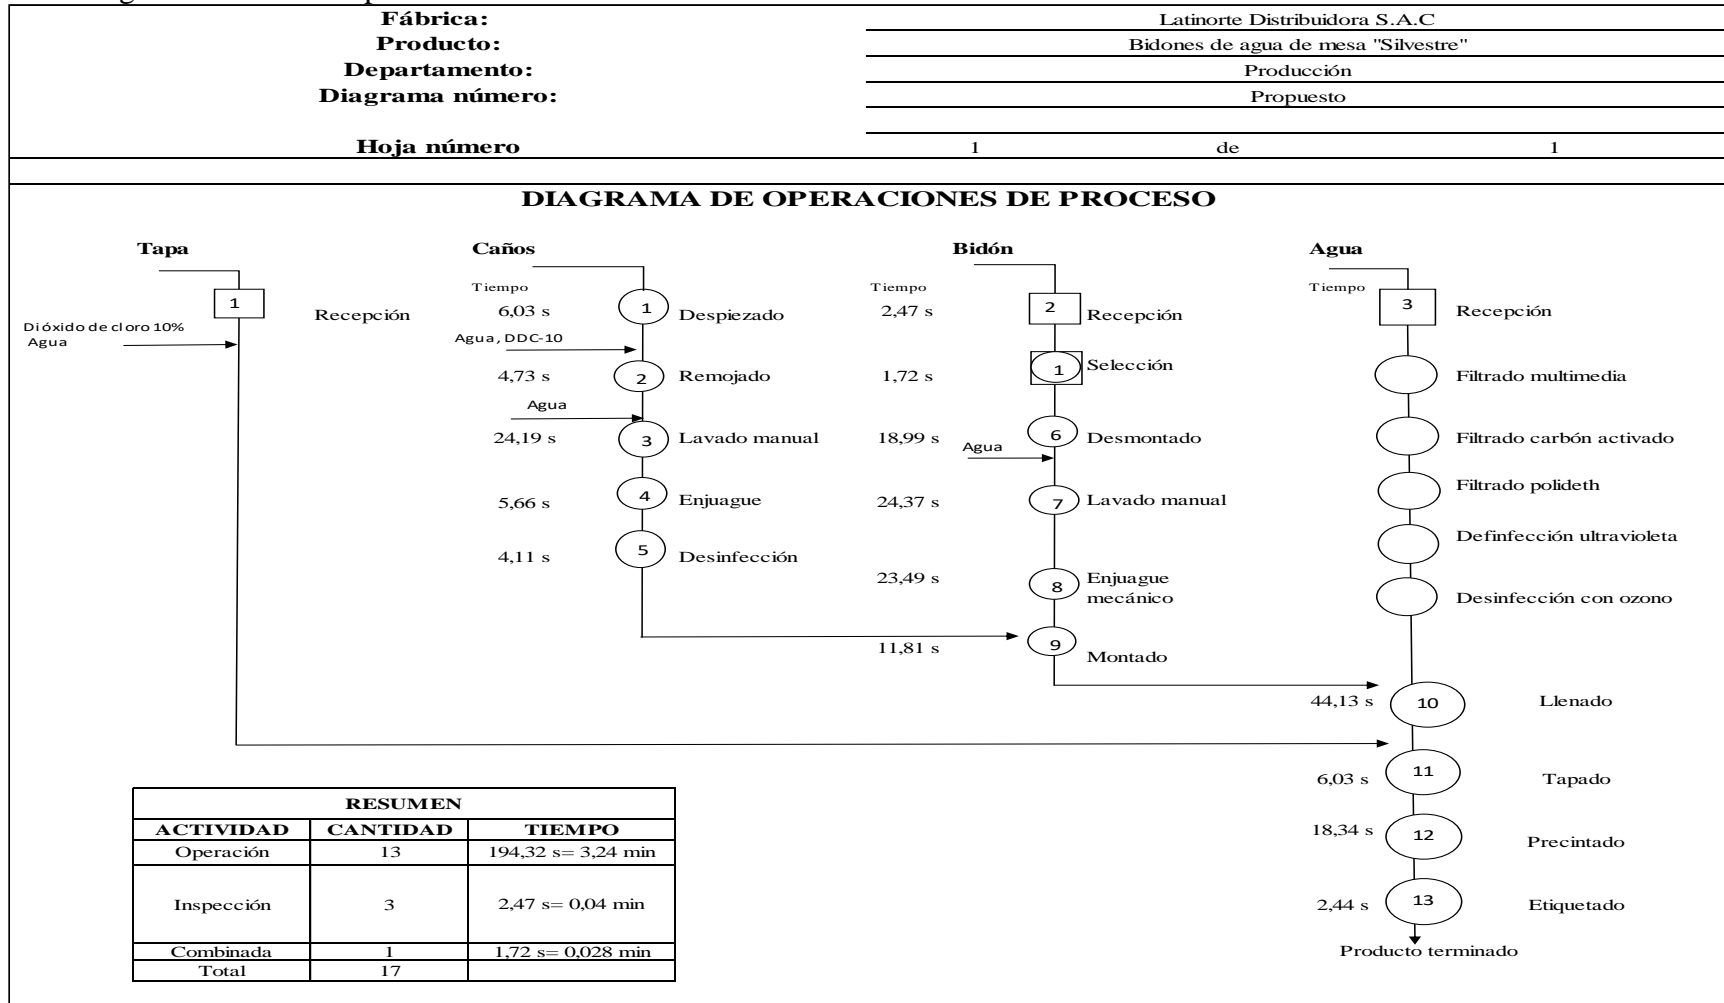 Fábrica: Latinorte Distribuidora S.A.C
Producto: Bidones de agua de mesa "Silvestre"
Departamento: Producción
Diagrama número: Propuesto
Hoja número 1 de 1
DIAGRAMA DE OPERACIONES DE PROCESO
Tapa
1
Recepción
Dióxido de cloro 10%
Agua
Caños
Tiempo
6,03 s 1 Despiezado
Agua, DDC-10
4,73 s 2 Remojado
Agua
24,19 s 3 Lavado manual
5,66 s 4 Enjuague
4,11 s 5 Desinfección
Bidón
Tiempo
2,47 s 2 Recepción
1,72 s 1 Selección
18,99 s 6 Desmontado
Agua
24,37 s 7 Lavado manual
23,49 s 8 Enjuague
mecánico
11,81 s 9 Montado
Agua
Tiempo
3 Recepción
Filtrado multimedia
Filtrado carbón activado
Filtrado polideth
Definfección ultravioleta
Desinfección con ozono
44,13 s 10 Llenado
6,03 s 11 Tapado
18,34 s 12 Precintado
2,44 s 13 Etiquetado
Producto terminado
RESUMEN
ACTIVIDAD CANTIDAD TIEMPO
Operación 13 194,32 s= 3,24 min
Inspección 3 2,47 s= 0,04 min
Combinada 1 1,72 s= 0,028 min
Total 17